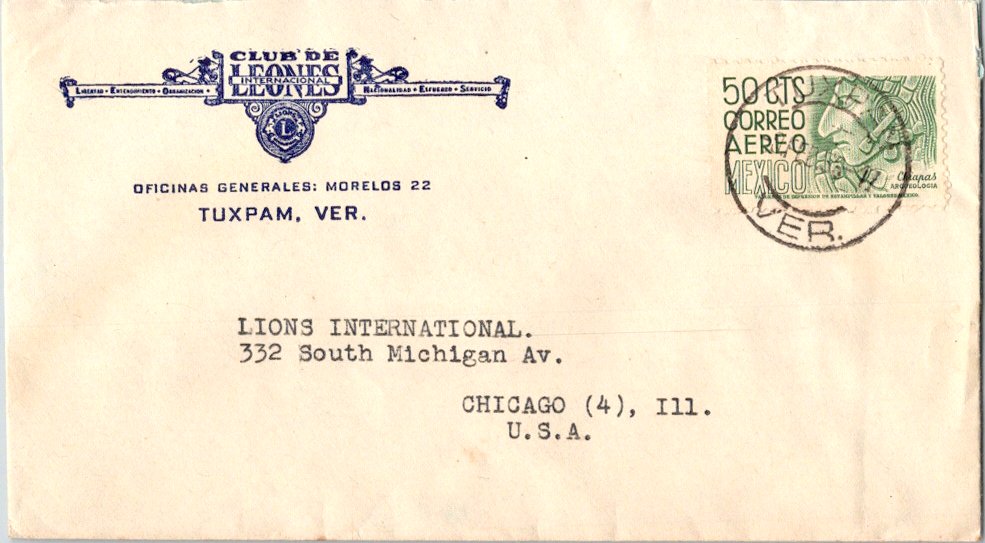 CLUB DE
LEONES
INTERNACIONAL
LIBERTAD • ENTENDIMIENTO • ORGANIZACION • NACIONALIDAD • ESFUERZO • SERVICIO
L
OFICINAS GENERALES: MORELOS 22
TUXPAM, VER.
50 CTS
CORREO
AEREO
MEXICO
Chiapas
ARQUEOLOGIA
VER.
LIONS INTERNATIONAL.
332 South Michigan Av.
CHICAGO (4), Ill.
U.S.A.